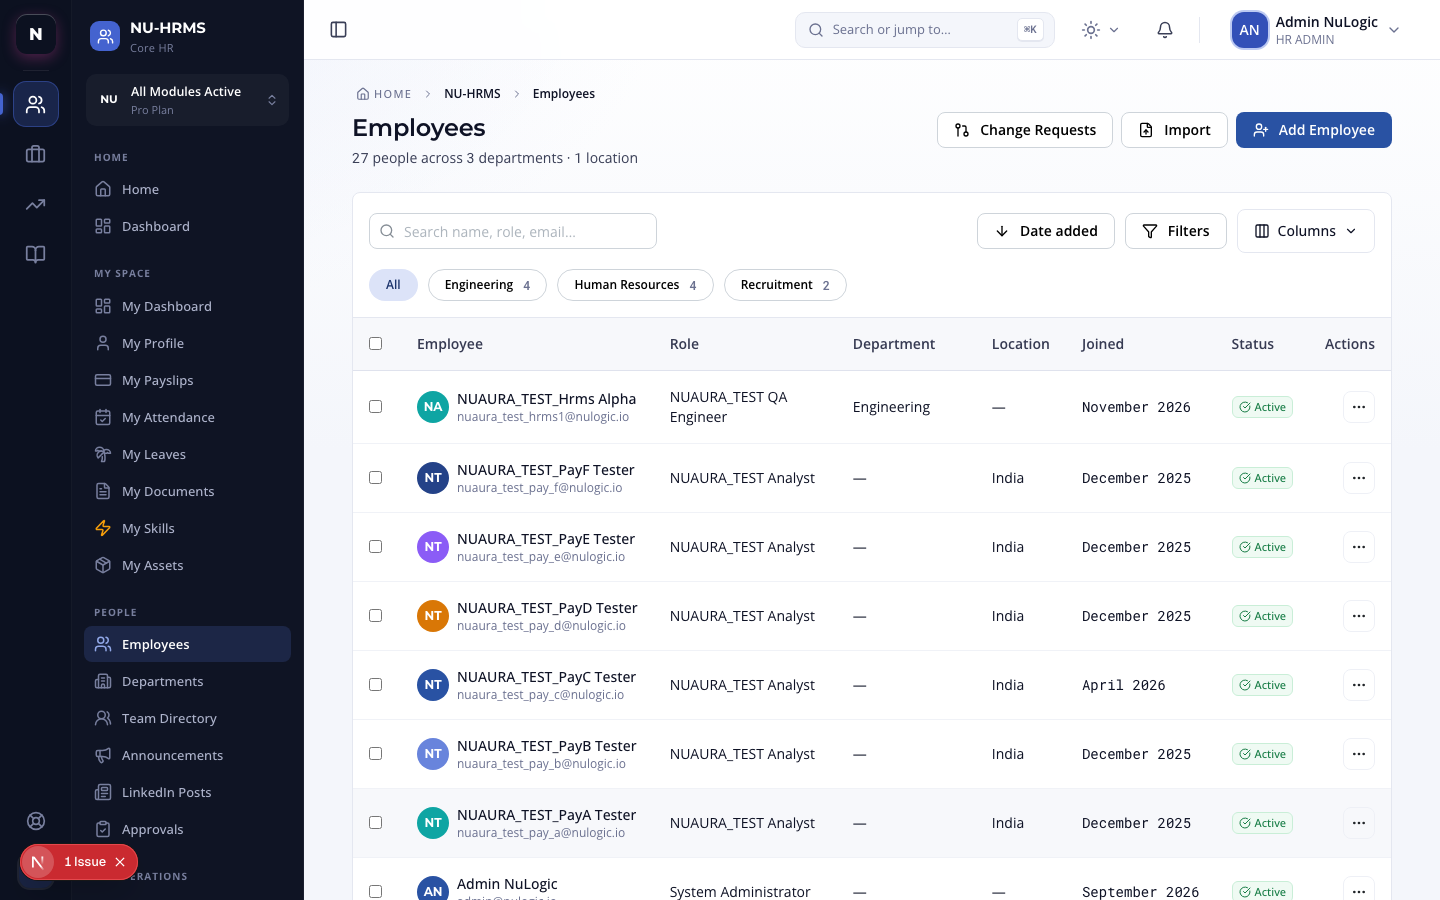 N
NU-HRMS
Core HR
NU
All Modules Active
Pro Plan
HOME
Home
Dashboard
MY SPACE
My Dashboard
My Profile
My Payslips
My Attendance
My Leaves
My Documents
My Skills
My Assets
PEOPLE
Employees
Departments
Team Directory
Announcements
LinkedIn Posts
Approvals
N 1 Issue
ERATIONS
Search or jump to...
⌘K
AN
Admin NuLogic
HR ADMIN
HOME > NU-HRMS > Employees
Employees
27 people across 3 departments · 1 location
Change Requests
Import
Add Employee
Search name, role, email...
Date added
Filters
Columns
All
Engineering 4
Human Resources 4
Recruitment 2
Employee Role Department Location Joined Status Actions
NA NUAURA_TEST_Hrms Alpha
nuaura_test_hrms1@nulogic.io
NUAURA_TEST QA
Engineer
Engineering — November 2026 Active
NT NUAURA_TEST_PayF Tester
nuaura_test_pay_f@nulogic.io
NUAURA_TEST Analyst — India December 2025 Active
NT NUAURA_TEST_PayE Tester
nuaura_test_pay_e@nulogic.io
NUAURA_TEST Analyst — India December 2025 Active
NT NUAURA_TEST_PayD Tester
nuaura_test_pay_d@nulogic.io
NUAURA_TEST Analyst — India December 2025 Active
NT NUAURA_TEST_PayC Tester
nuaura_test_pay_c@nulogic.io
NUAURA_TEST Analyst — India April 2026 Active
NT NUAURA_TEST_PayB Tester
nuaura_test_pay_b@nulogic.io
NUAURA_TEST Analyst — India December 2025 Active
NT NUAURA_TEST_PayA Tester
nuaura_test_pay_a@nulogic.io
NUAURA_TEST Analyst — India December 2025 Active
AN Admin NuLogic
System Administrator — — September 2026 Active